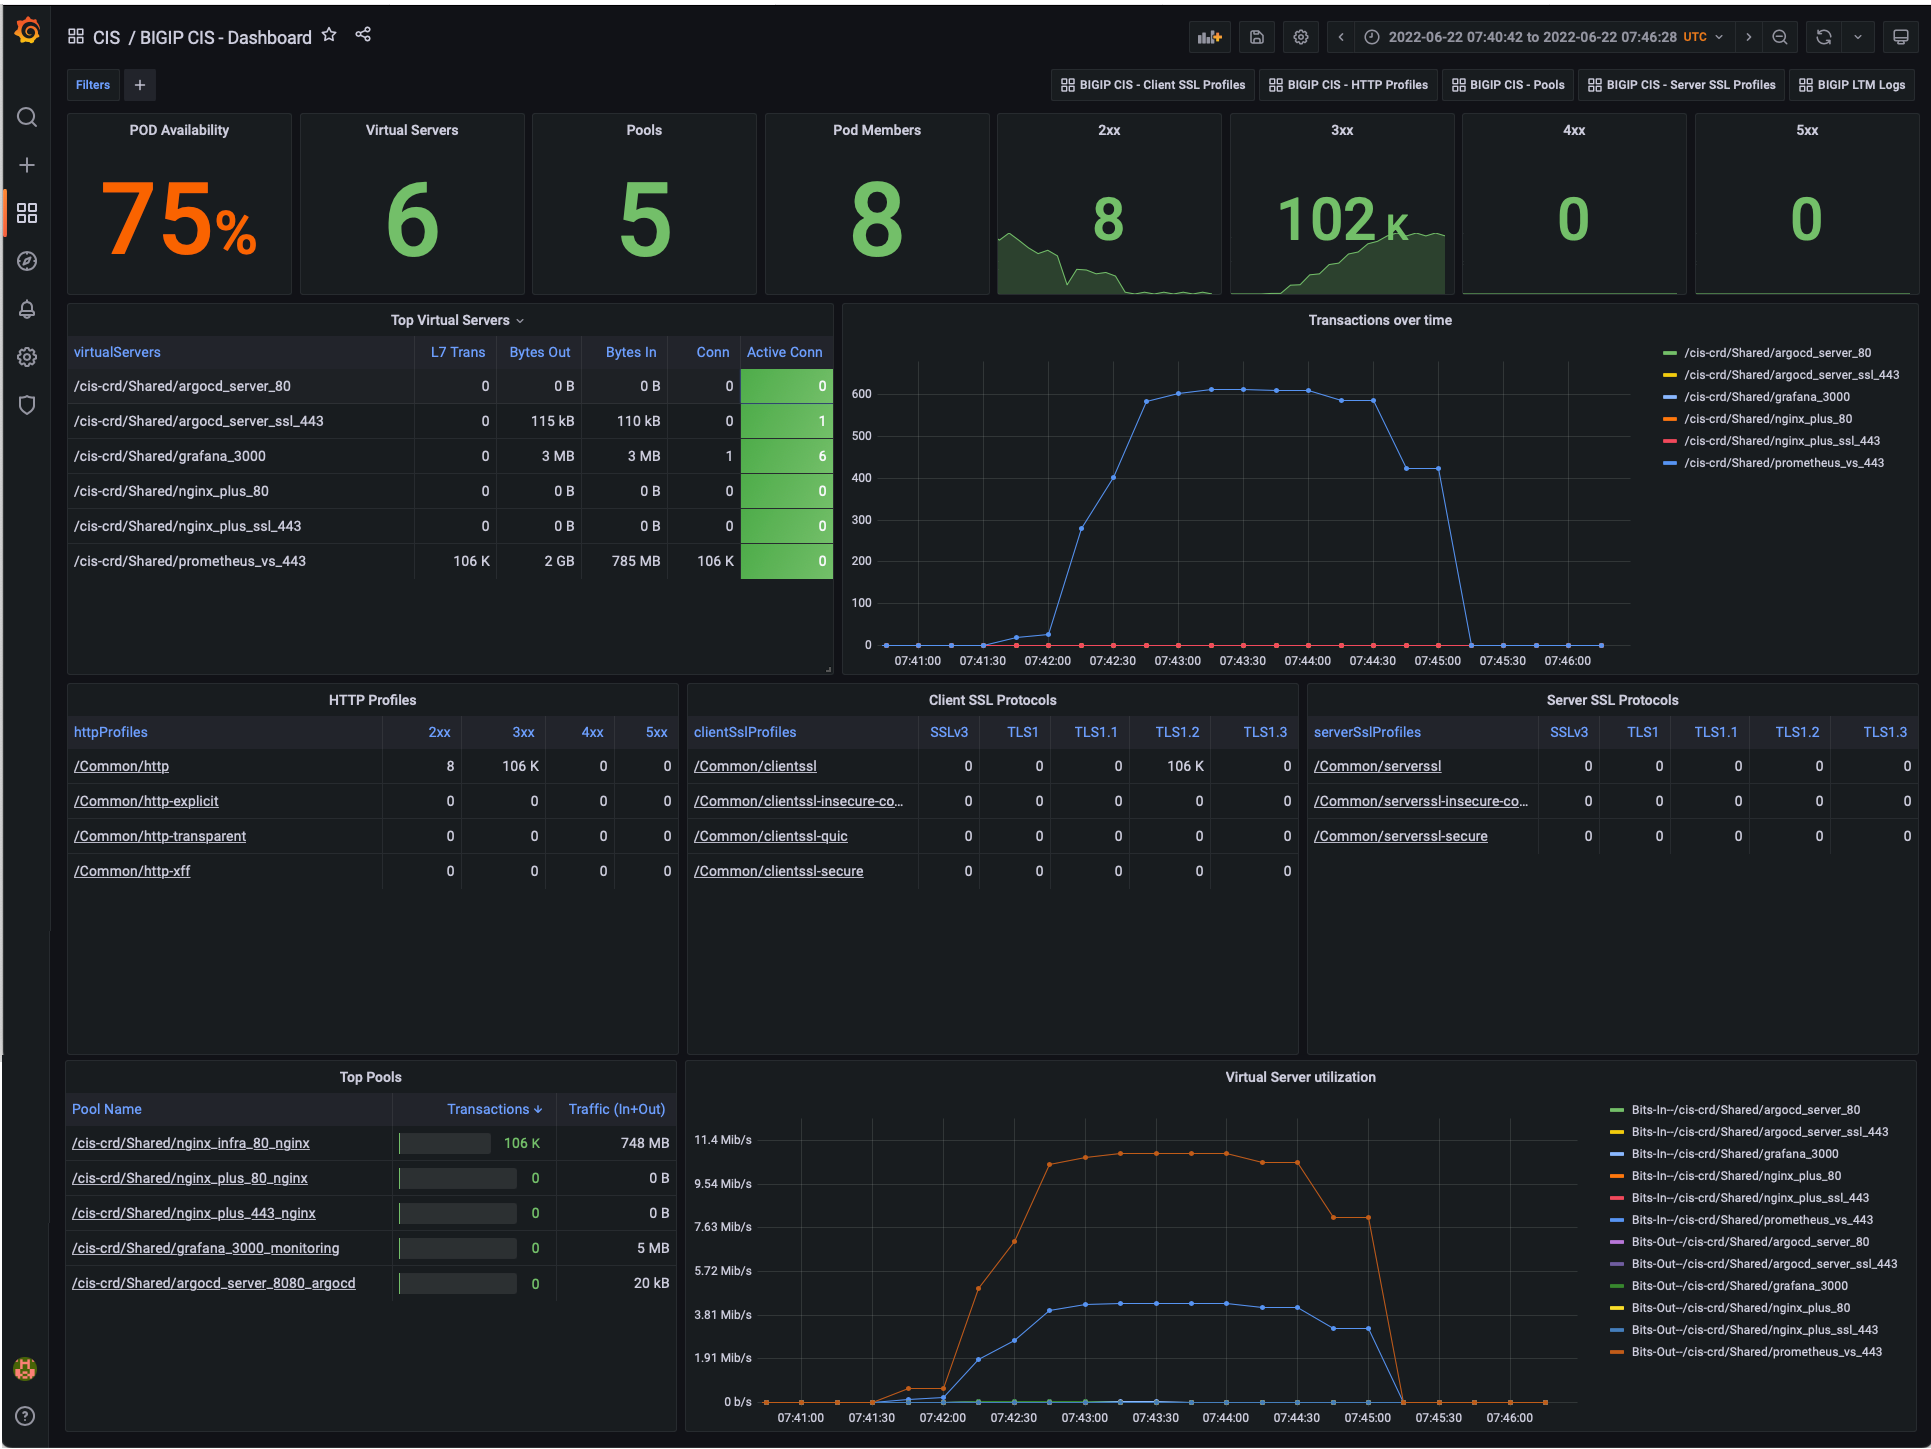 CIS / BIGIP CIS - Dashboard
2022-06-22 07:40:42 to 2022-06-22 07:46:28 UTC
Filters
BIGIP CIS - Client SSL Profiles
BIGIP CIS - HTTP Profiles
BIGIP CIS - Pools
BIGIP CIS - Server SSL Profiles
BIGIP LTM Logs
POD Availability
75%
Virtual Servers
6
Pools
5
Pod Members
8
2xx
8
3xx
102 K
4xx
0
5xx
0
Top Virtual Servers
virtualServers L7 Trans Bytes Out Bytes In Conn Active Conn
/cis-crd/Shared/argocd_server_80 0 0 B 0 B 0 0
/cis-crd/Shared/argocd_server_ssl_443 0 115 kB 110 kB 0 1
/cis-crd/Shared/grafana_3000 0 3 MB 3 MB 1 6
/cis-crd/Shared/nginx_plus_80 0 0 B 0 B 0 0
/cis-crd/Shared/nginx_plus_ssl_443 0 0 B 0 B 0 0
/cis-crd/Shared/prometheus_vs_443 106 K 2 GB 785 MB 106 K 0
Transactions over time
600
500
400
300
200
100
0
07:41:00 07:41:30 07:42:00 07:42:30 07:43:00 07:43:30 07:44:00 07:44:30 07:45:00 07:45:30 07:46:00
/cis-crd/Shared/argocd_server_80
/cis-crd/Shared/argocd_server_ssl_443
/cis-crd/Shared/grafana_3000
/cis-crd/Shared/nginx_plus_80
/cis-crd/Shared/nginx_plus_ssl_443
/cis-crd/Shared/prometheus_vs_443
HTTP Profiles
httpProfiles 2xx 3xx 4xx 5xx
/Common/http 8 106 K 0 0
/Common/http-explicit 0 0 0 0
/Common/http-transparent 0 0 0 0
/Common/http-xff 0 0 0 0
Client SSL Protocols
clientSslProfiles SSLv3 TLS1 TLS1.1 TLS1.2 TLS1.3
/Common/clientssl 0 0 0 106 K 0
/Common/clientssl-insecure-co... 0 0 0 0 0
/Common/clientssl-quic 0 0 0 0 0
/Common/clientssl-secure 0 0 0 0 0
Server SSL Protocols
serverSslProfiles SSLv3 TLS1 TLS1.1 TLS1.2 TLS1.3
/Common/serverssl 0 0 0 0 0
/Common/serverssl-insecure-co... 0 0 0 0 0
/Common/serverssl-secure 0 0 0 0 0
Top Pools
Pool Name Transactions Traffic (In+Out)
/cis-crd/Shared/nginx_infra_80_nginx 106 K 748 MB
/cis-crd/Shared/nginx_plus_80_nginx 0 0 B
/cis-crd/Shared/nginx_plus_443_nginx 0 0 B
/cis-crd/Shared/grafana_3000_monitoring 0 5 MB
/cis-crd/Shared/argocd_server_8080_argocd 0 20 kB
Virtual Server utilization
11.4 Mib/s
9.54 Mib/s
7.63 Mib/s
5.72 Mib/s
3.81 Mib/s
1.91 Mib/s
0 b/s
07:41:00 07:41:30 07:42:00 07:42:30 07:43:00 07:43:30 07:44:00 07:44:30 07:45:00 07:45:30 07:46:00
Bits-In--/cis-crd/Shared/argocd_server_80
Bits-In--/cis-crd/Shared/argocd_server_ssl_443
Bits-In--/cis-crd/Shared/grafana_3000
Bits-In--/cis-crd/Shared/nginx_plus_80
Bits-In--/cis-crd/Shared/nginx_plus_ssl_443
Bits-In--/cis-crd/Shared/prometheus_vs_443
Bits-Out--/cis-crd/Shared/argocd_server_80
Bits-Out--/cis-crd/Shared/argocd_server_ssl_443
Bits-Out--/cis-crd/Shared/grafana_3000
Bits-Out--/cis-crd/Shared/nginx_plus_80
Bits-Out--/cis-crd/Shared/nginx_plus_ssl_443
Bits-Out--/cis-crd/Shared/prometheus_vs_443